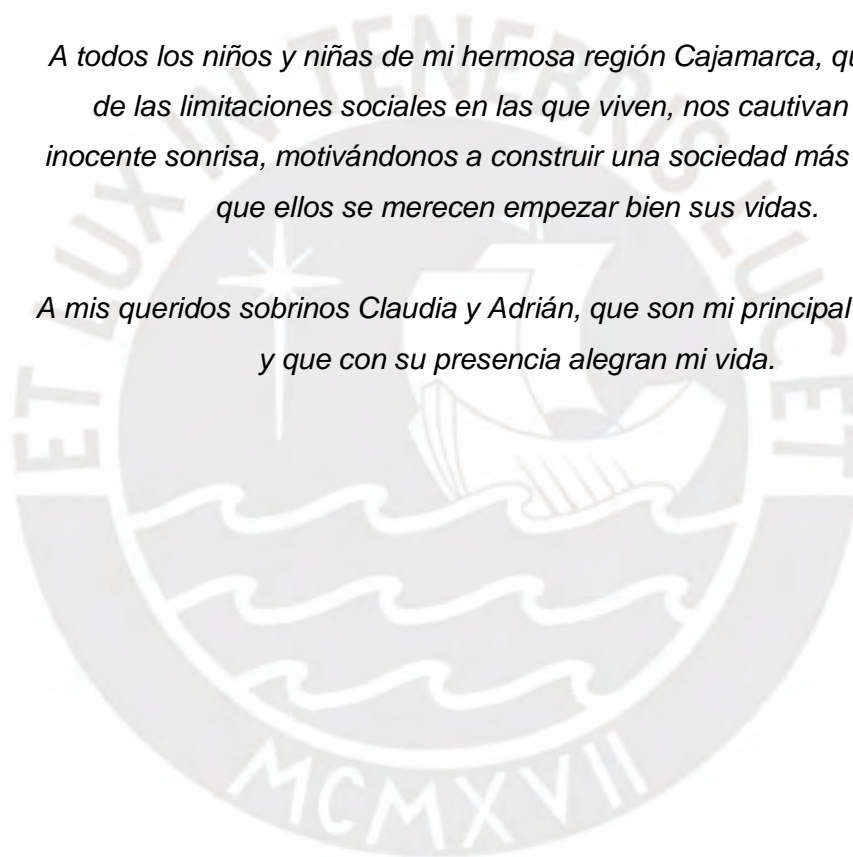 A todos los niños y niñas de mi hermosa región Cajamarca,
de las limitaciones sociales en las que viven, nos cautivan
inocente sonrisa, motivándonos a construir una sociedad más
que ellos se merecen empezar bien sus vidas.
A mis queridos sobrinos Claudia y Adrián, que son mi principal
y que con su presencia alegran mi vida.
ET LUX IN TENEBRIS LUCET
MCMXVII